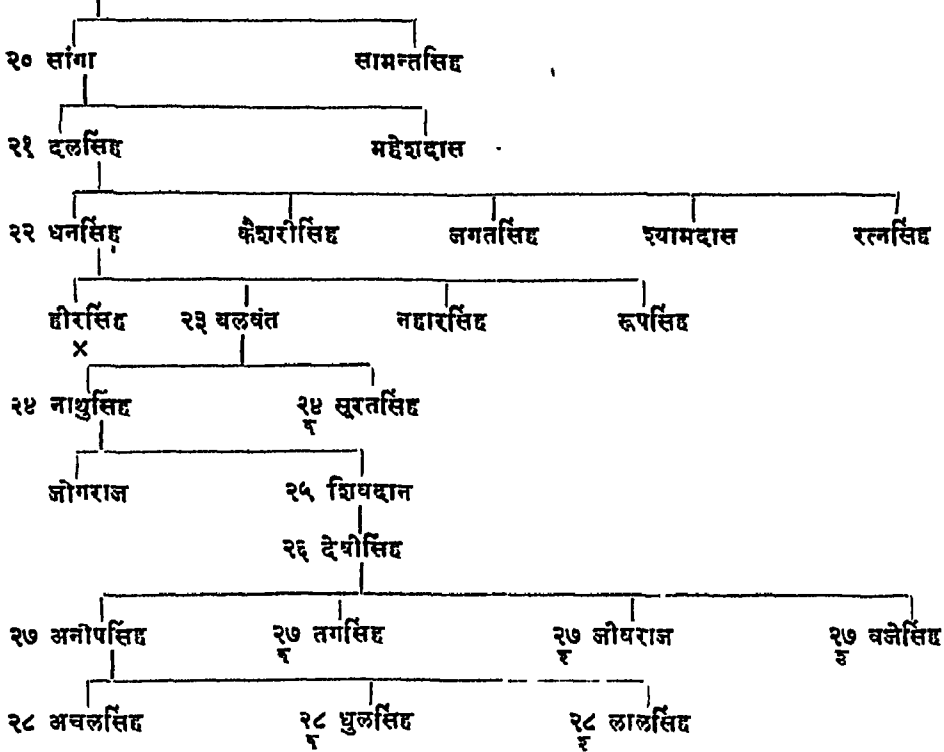 २० सांगा सामन्तसिंह
२१ दलसिंह महेशदास
२२ धनसिंह कैशरीसिंह जगतसिंह श्यामदास रत्नसिंह
हीरसिंह २३ वलवंत नहारसिंह रूपसिंह
×
२४ नाथुसिंह २४ सूरतसिंह
जोगराज २५ शिवदान
२६ देवीसिंह
२७ अनोपसिंह २७ तगसिंह २७ जीवराज २७ वजेसिंह
२८ अचलसिंह २८ धुलसिंह २८ लालसिंह